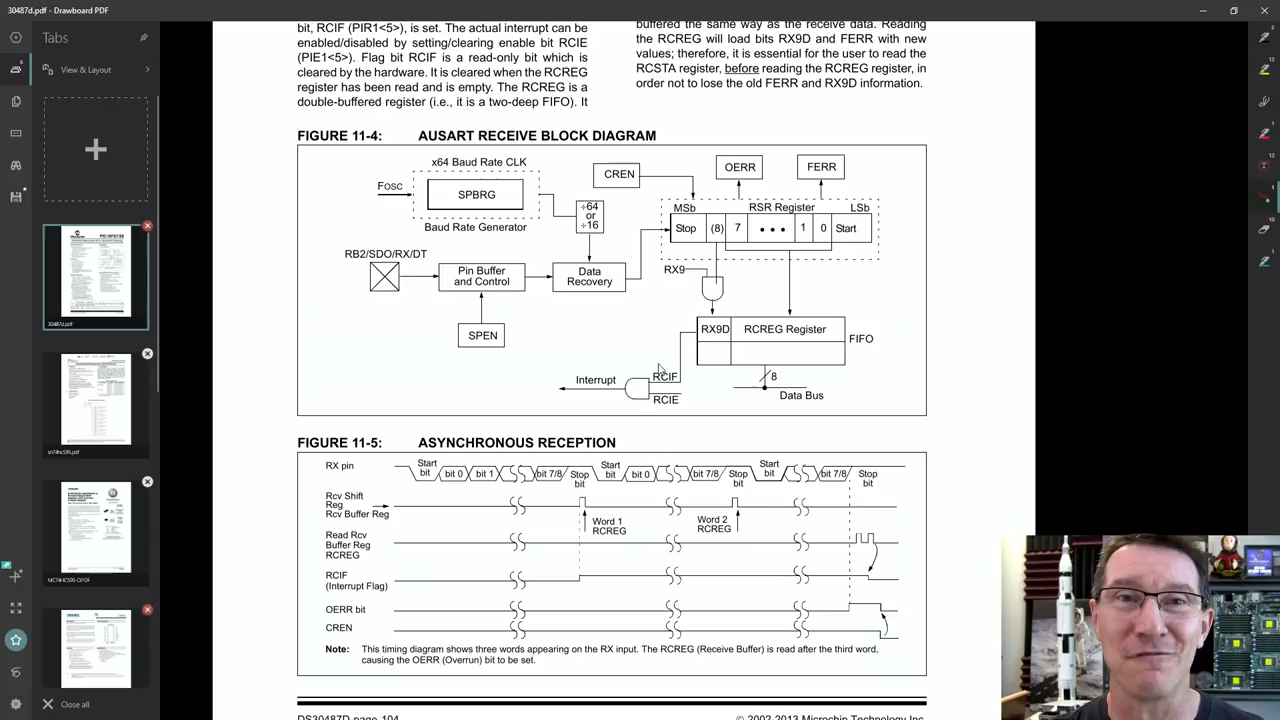 30487d.pdf - Drawboard PDF
Tabs
View & Layout
30487d.pdf
sn74hc595.pdf
MC74HC595-D.PDF
Close all
bit, RCIF (PIR1<5>), is set. The actual interrupt can be
enabled/disabled by setting/clearing enable bit RCIE
(PIE1<5>). Flag bit RCIF is a read-only bit which is
cleared by the hardware. It is cleared when the RCREG
register has been read and is empty. The RCREG is a
double-buffered register (i.e., it is a two-deep FIFO). It
buffered the same way as the receive data. Reading
the RCREG will load bits RX9D and FERR with new
values; therefore, it is essential for the user to read the
RCSTA register, before reading the RCREG register, in
order not to lose the old FERR and RX9D information.
FIGURE 11-4: AUSART RECEIVE BLOCK DIAGRAM
x64 Baud Rate CLK
FOSC
SPBRG
Baud Rate Generator
÷64
or
÷16
CREN
OERR
FERR
MSb
RSR Register
LSb
Stop
(8)
7
• • •
0
Start
RB2/SDO/RX/DT
Pin Buffer
and Control
Data
Recovery
RX9
SPEN
RX9D
RCREG Register
FIFO
Interrupt
RCIF
RCIE
8
Data Bus
FIGURE 11-5: ASYNCHRONOUS RECEPTION
RX pin
Start
bit
bit 0
bit 1
bit 7/8
Stop
bit
Start
bit
bit 0
bit 7/8
Stop
bit
Start
bit
bit 7/8
Stop
bit
Rcv Shift
Reg
Rcv Buffer Reg
Word 1
RCREG
Word 2
RCREG
Read Rcv
Buffer Reg
RCREG
RCIF
(Interrupt Flag)
OERR bit
CREN
Note: This timing diagram shows three words appearing on the RX input. The RCREG (Receive Buffer) is read after the third word,
causing the OERR (Overrun) bit to be set.
DS30487D-page 104
© 2002-2013 Microchip Technology Inc.